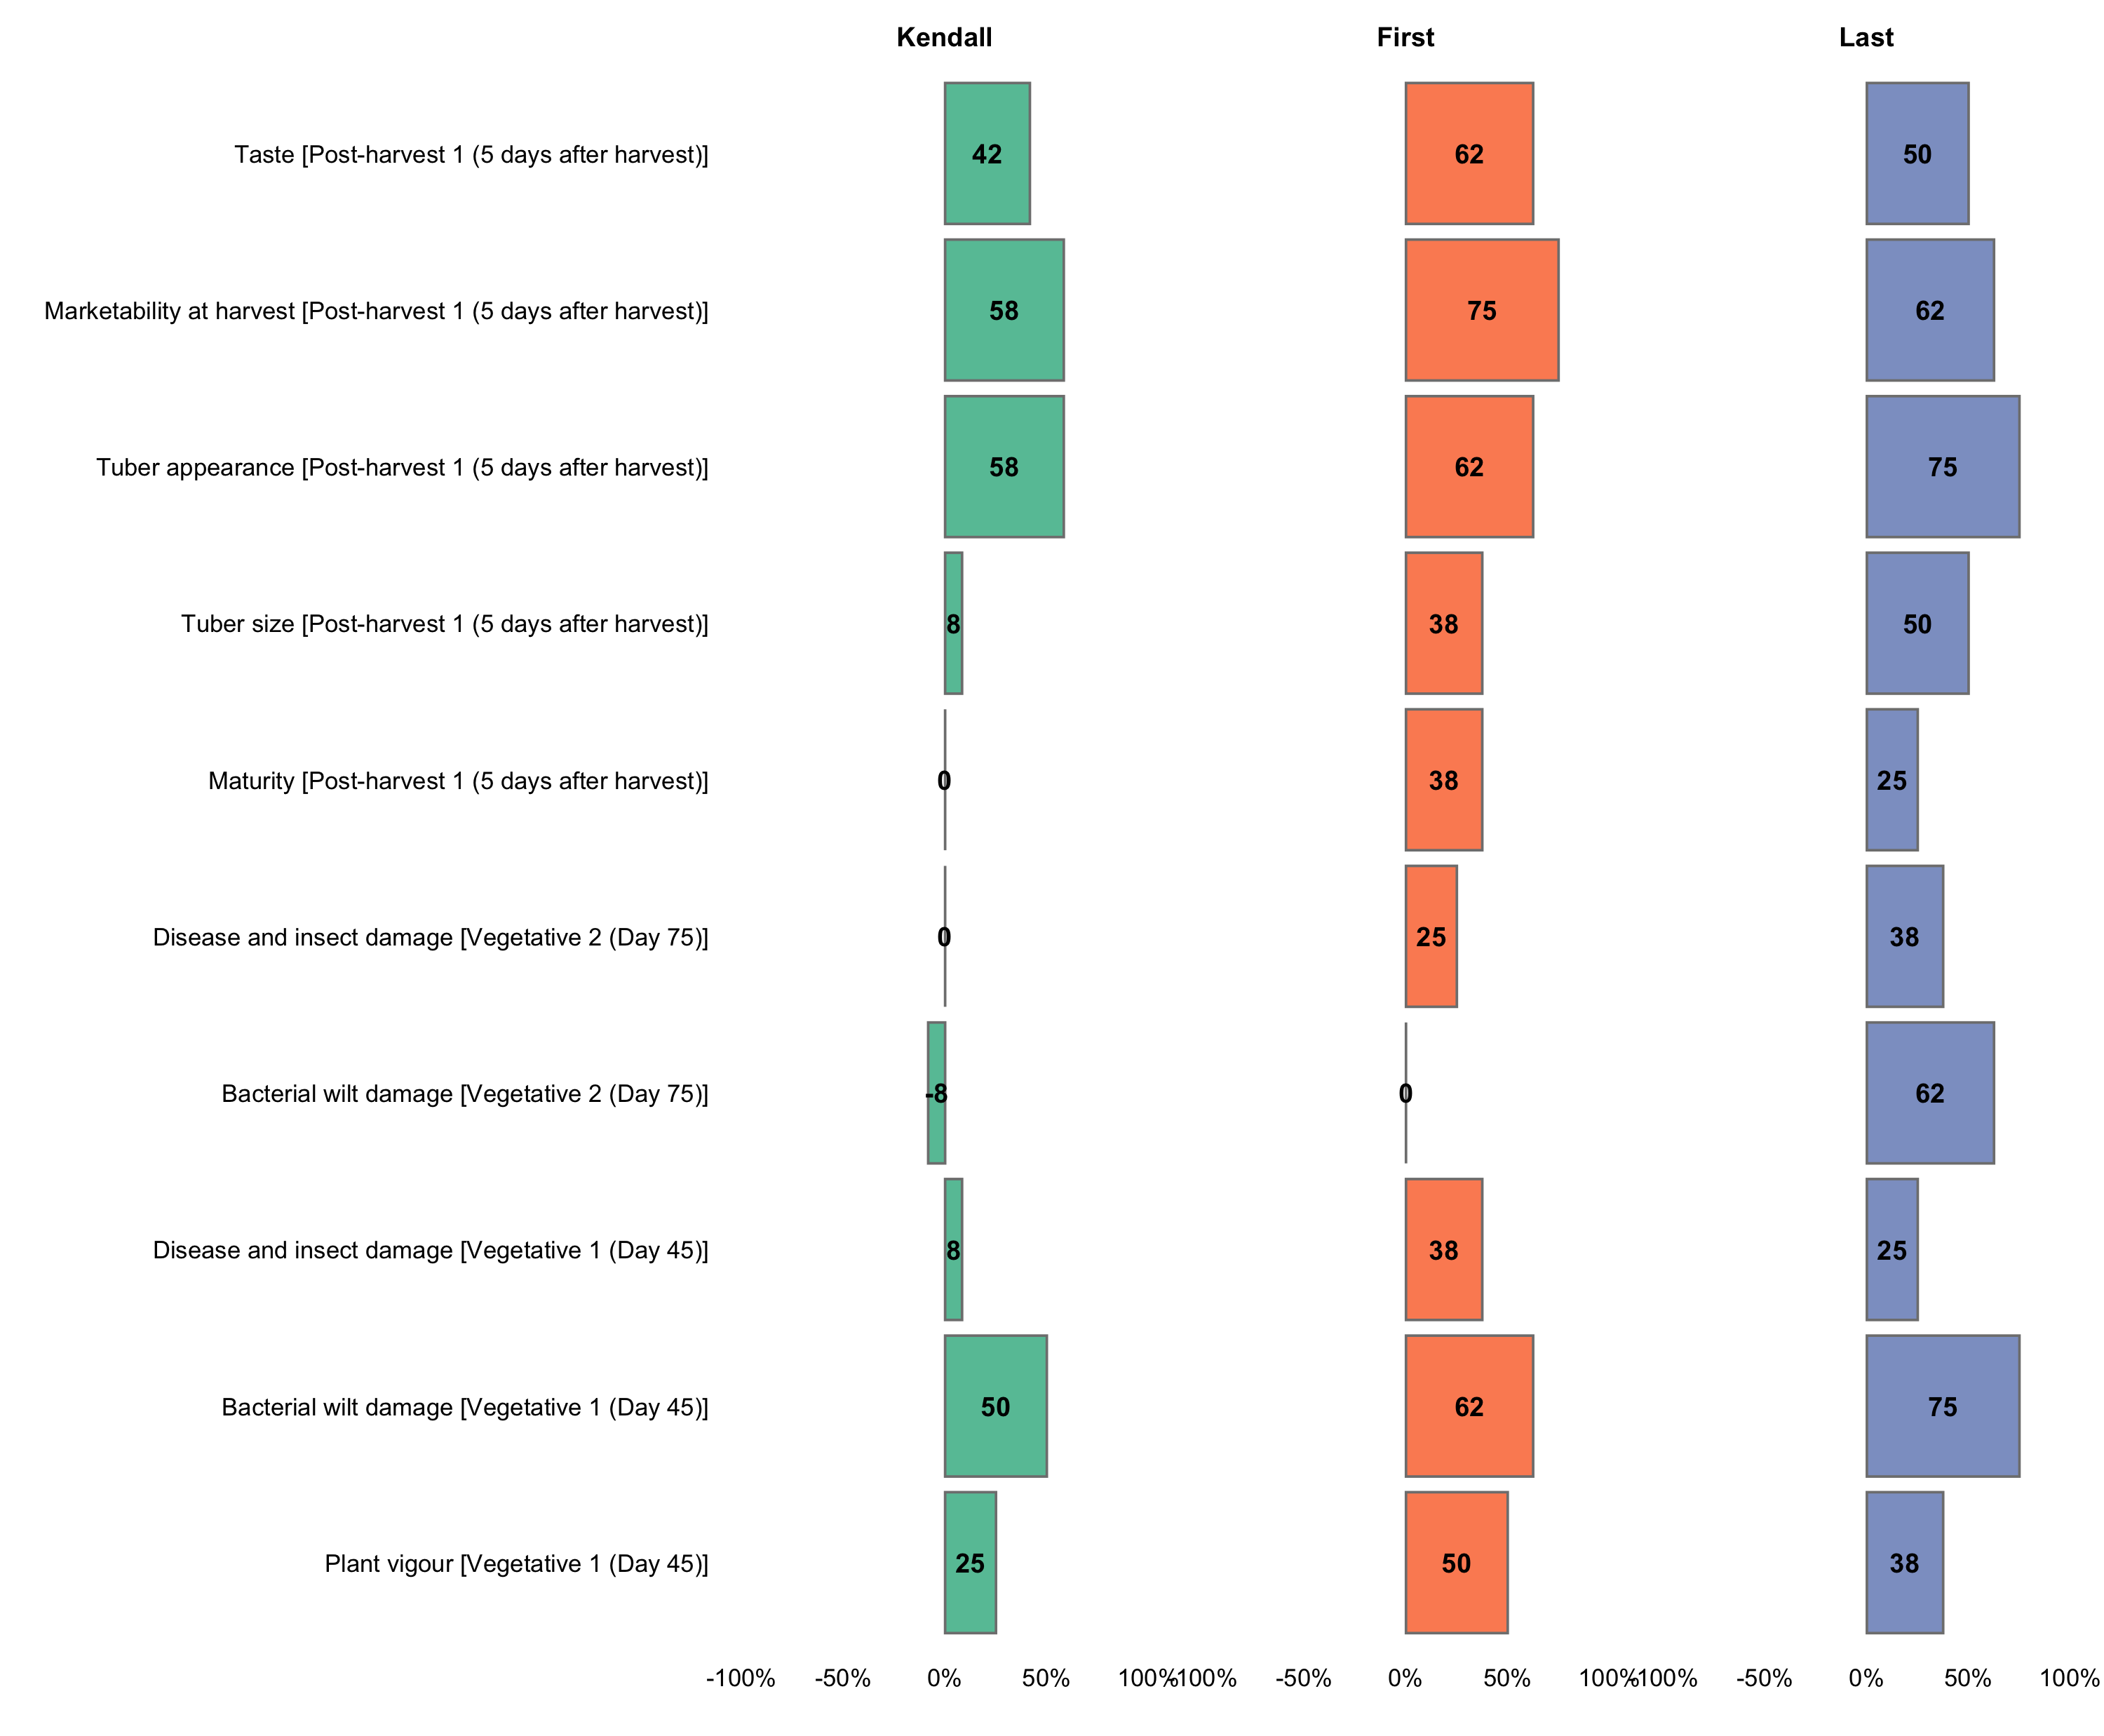 Kendall First Last
Taste [Post-harvest 1 (5 days after harvest)] 42 62 50
Marketability at harvest [Post-harvest 1 (5 days after harvest)] 58 75 62
Tuber appearance [Post-harvest 1 (5 days after harvest)] 58 62 75
Tuber size [Post-harvest 1 (5 days after harvest)] 8 38 50
Maturity [Post-harvest 1 (5 days after harvest)] 0 38 25
Disease and insect damage [Vegetative 2 (Day 75)] 0 25 38
Bacterial wilt damage [Vegetative 2 (Day 75)] -8 0 62
Disease and insect damage [Vegetative 1 (Day 45)] 8 38 25
Bacterial wilt damage [Vegetative 1 (Day 45)] 50 62 75
Plant vigour [Vegetative 1 (Day 45)] 25 50 38
-100% -50% 0% 50% 100% -100% -50% 0% 50% 100% -100% -50% 0% 50% 100%